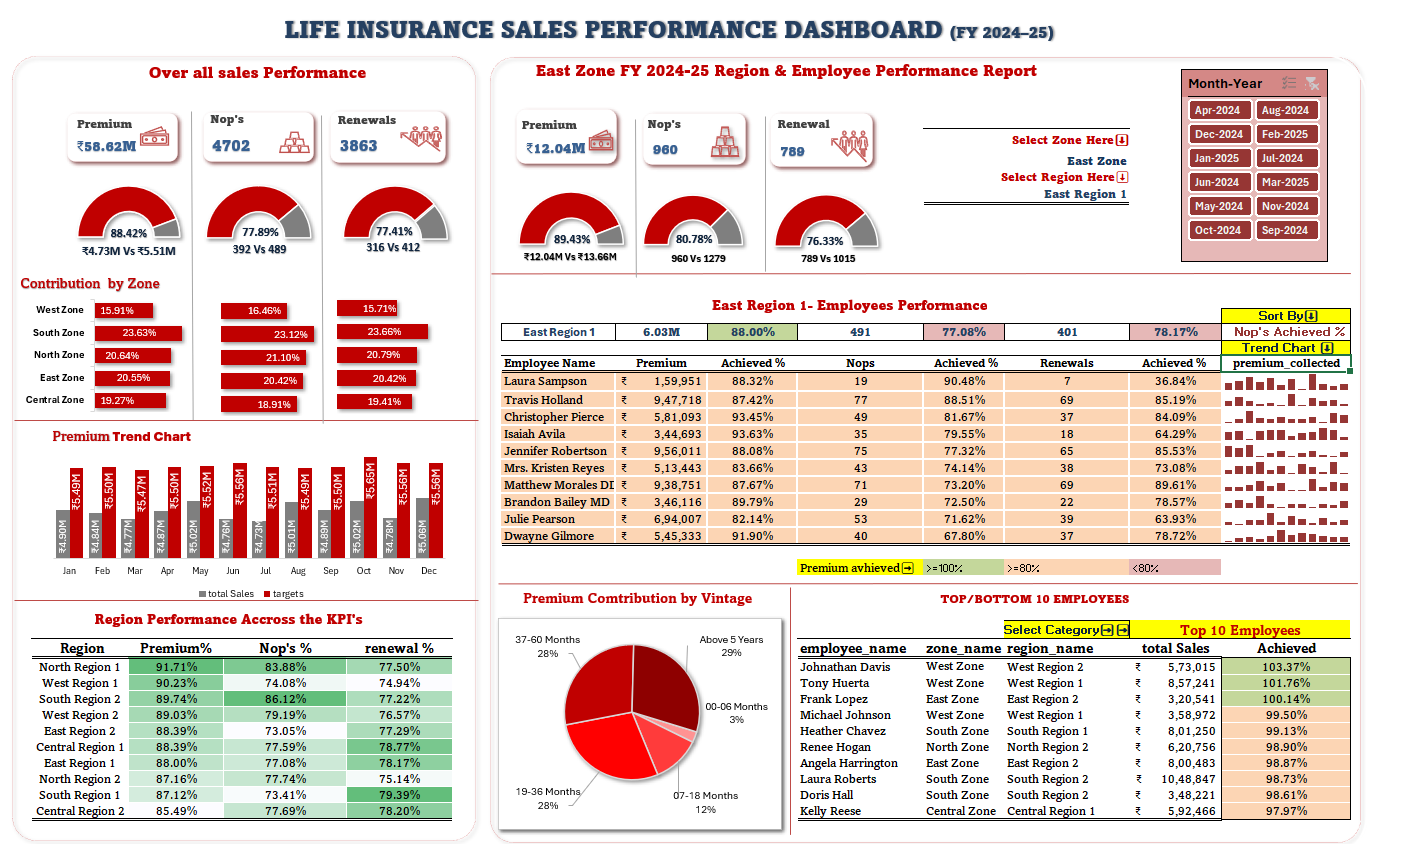 LIFE INSURANCE SALES PERFORMANCE DASHBOARD (FY 2024–25)
Over all sales Performance
Premium
₹58.62M
Nop's
4702
Renewals
3863
88.42%
₹4.73M Vs ₹5.51M
77.89%
392 Vs 489
77.41%
316 Vs 412
Contribution by Zone
West Zone 15.91% 16.46% 15.71%
South Zone 23.63% 23.12% 23.66%
North Zone 20.64% 21.10% 20.79%
East Zone 20.55% 20.42% 20.42%
Central Zone 19.27% 18.91% 19.41%
Premium Trend Chart
₹4.90M ₹5.49M ₹4.84M ₹5.50M ₹4.77M ₹5.47M ₹4.87M ₹5.50M ₹5.02M ₹5.52M ₹4.76M ₹5.56M ₹4.73M ₹5.51M ₹5.01M ₹5.49M ₹4.89M ₹5.50M ₹5.02M ₹5.65M ₹4.78M ₹5.56M ₹5.06M ₹5.56M
Jan Feb Mar Apr May Jun Jul Aug Sep Oct Nov Dec
total Sales targets
Region Performance Accross the KPI's
Region Premium% Nop's % renewal %
North Region 1 91.71% 83.88% 77.50%
West Region 1 90.23% 74.08% 74.94%
South Region 2 89.74% 86.12% 77.22%
West Region 2 89.03% 79.19% 76.57%
East Region 2 88.39% 73.05% 77.29%
Central Region 1 88.39% 77.59% 78.77%
East Region 1 88.00% 77.08% 78.17%
North Region 2 87.16% 77.74% 75.14%
South Region 1 87.12% 73.41% 79.39%
Central Region 2 85.49% 77.69% 78.20%
East Zone FY 2024-25 Region & Employee Performance Report
Premium
₹12.04M
Nop's
960
Renewal
789
89.43%
₹12.04M Vs ₹13.66M
80.78%
960 Vs 1279
76.33%
789 Vs 1015
Select Zone Here
East Zone
Select Region Here
East Region 1
Month-Year
Apr-2024 Aug-2024
Dec-2024 Feb-2025
Jan-2025 Jul-2024
Jun-2024 Mar-2025
May-2024 Nov-2024
Oct-2024 Sep-2024
East Region 1- Employees Performance
Sort By
East Region 1 6.03M 88.00% 491 77.08% 401 78.17% Nop's Achieved %
Trend Chart
Employee Name Premium Achieved % Nops Achieved % Renewals Achieved % premium_collected
Laura Sampson ₹ 1,59,951 88.32% 19 90.48% 7 36.84%
Travis Holland ₹ 9,47,718 87.42% 77 88.51% 69 85.19%
Christopher Pierce ₹ 5,81,093 93.45% 49 81.67% 37 84.09%
Isaiah Avila ₹ 3,44,693 93.63% 35 79.55% 18 64.29%
Jennifer Robertson ₹ 9,56,011 88.08% 75 77.32% 65 85.53%
Mrs. Kristen Reyes ₹ 5,13,443 83.66% 43 74.14% 38 73.08%
Matthew Morales DD ₹ 9,38,751 87.67% 71 73.20% 69 89.61%
Brandon Bailey MD ₹ 3,46,116 89.79% 29 72.50% 22 78.57%
Julie Pearson ₹ 6,94,007 82.14% 53 71.62% 39 63.93%
Dwayne Gilmore ₹ 5,45,333 91.90% 40 67.80% 37 78.72%
Premium avhieved >=100% >=80% <80%
Premium Comtribution by Vintage
37-60 Months
28%
Above 5 Years
29%
00-06 Months
3%
19-36 Months
28%
07-18 Months
12%
TOP/BOTTOM 10 EMPLOYEES
Select Category Top 10 Employees
employee_name zone_name region_name total Sales Achieved
Johnathan Davis West Zone West Region 2 ₹ 5,73,015 103.37%
Tony Huerta West Zone West Region 1 ₹ 8,57,241 101.76%
Frank Lopez East Zone East Region 2 ₹ 3,20,541 100.14%
Michael Johnson West Zone West Region 1 ₹ 3,58,972 99.50%
Heather Chavez South Zone South Region 1 ₹ 8,01,250 99.13%
Renee Hogan North Zone North Region 2 ₹ 6,20,756 98.90%
Angela Harrington East Zone East Region 2 ₹ 8,00,483 98.87%
Laura Roberts South Zone South Region 2 ₹ 10,48,847 98.73%
Doris Hall South Zone South Region 2 ₹ 3,48,221 98.61%
Kelly Reese Central Zone Central Region 1 ₹ 5,92,466 97.97%